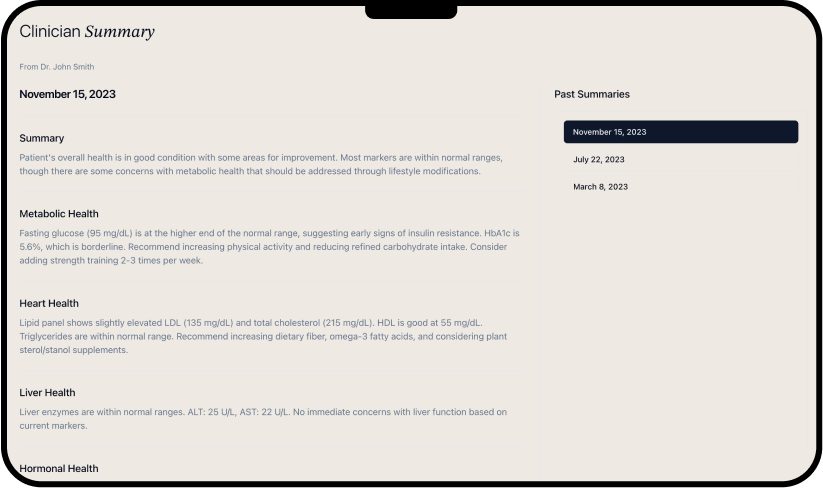 Clinician Summary
From Dr. John Smith
November 15, 2023
Summary
Patient's overall health is in good condition with some areas for improvement. Most markers are within normal ranges,
though there are some concerns with metabolic health that should be addressed through lifestyle modifications.
Metabolic Health
Fasting glucose (95 mg/dL) is at the higher end of the normal range, suggesting early signs of insulin resistance. HbA1c is
5.6%, which is borderline. Recommend increasing physical activity and reducing refined carbohydrate intake. Consider
adding strength training 2-3 times per week.
Heart Health
Lipid panel shows slightly elevated LDL (135 mg/dL) and total cholesterol (215 mg/dL). HDL is good at 55 mg/dL.
Triglycerides are within normal range. Recommend increasing dietary fiber, omega-3 fatty acids, and considering plant
sterol/stanol supplements.
Liver Health
Liver enzymes are within normal ranges. ALT: 25 U/L, AST: 22 U/L. No immediate concerns with liver function based on
current markers.
Hormonal Health
Past Summaries
November 15, 2023
July 22, 2023
March 8, 2023